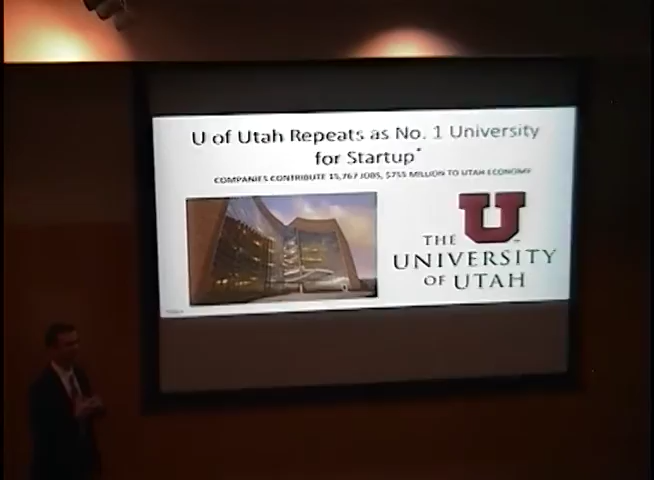 U of Utah Repeats as No. 1 University
for Startup*
COMPANIES CONTRIBUTE 15,767 JOBS, $755 MILLION TO UTAH ECONOMY
U
THE
UNIVERSITY
OF UTAH